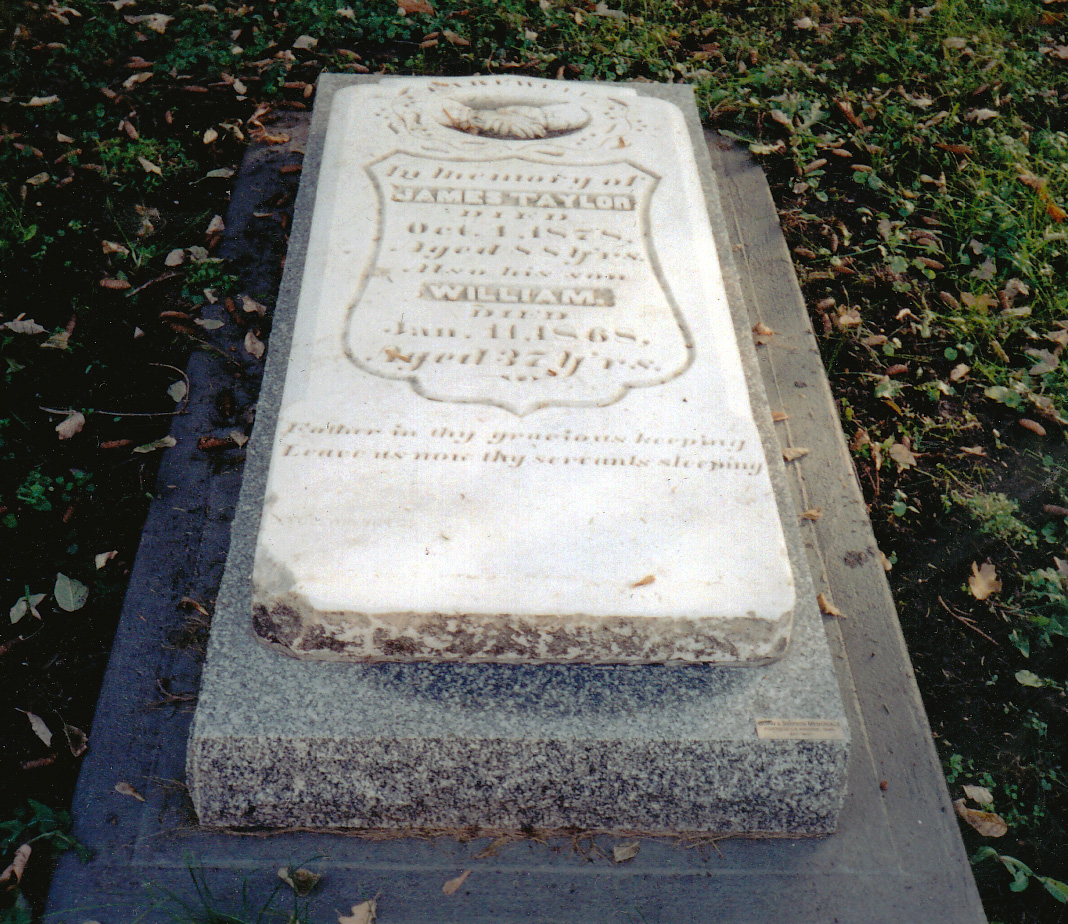 In memory of
JAMES TAYLOR
DIED
Oct. 1, 1878,
Aged 88 Yrs.
Also his son
WILLIAM.
DIED
Jan. 11, 1868,
Aged 37 Y'rs.
Father in thy gracious keeping
Leave us now thy servants sleeping